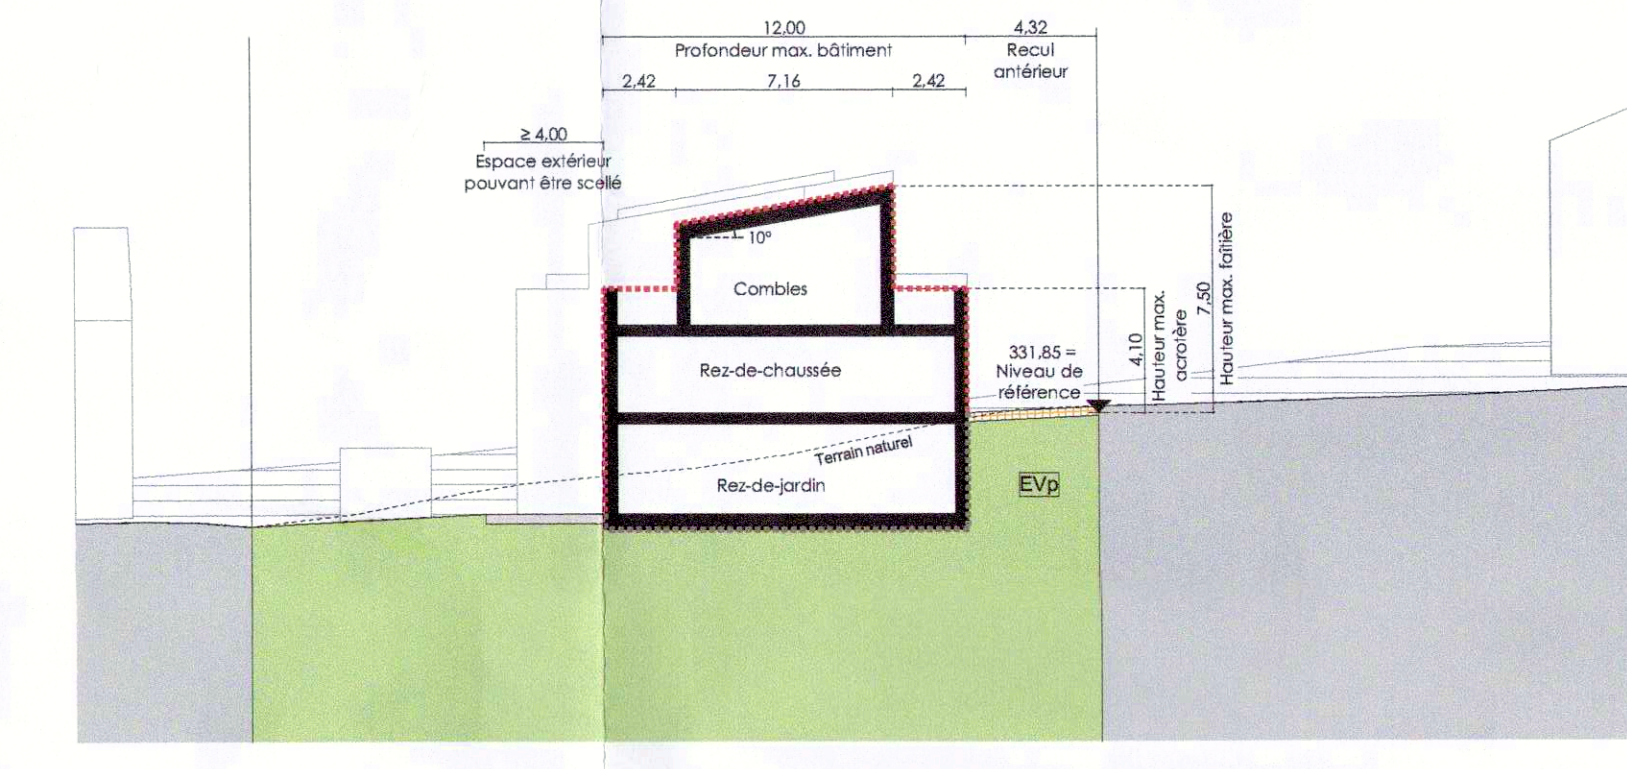 12,00
4,32
Profondeur max. bâtiment
Recul
antérieur
2,42
7,16
2,42
≥ 4,00
Espace extérieur
pouvant être scellé
10°
Combles
Rez-de-chaussée
331,85 =
Niveau de
référence
4,10
Hauteur max.
acrotère
7,50
Hauteur max. faîtière
Terrain naturel
Rez-de-jardin
EVp